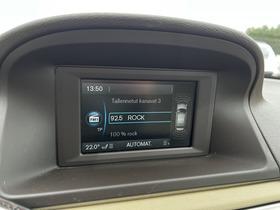 13:50
Tallennetut kanavat 3
FM1
TP
92.5 ROCK
100 % rock
22.0° AUTOMAT.